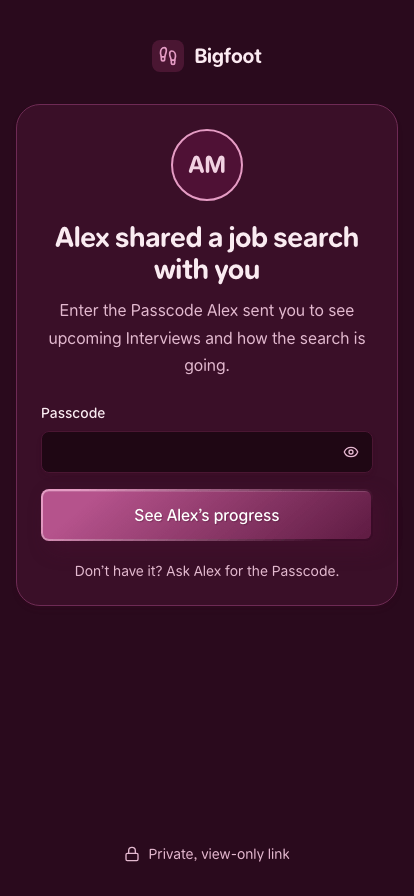 Bigfoot
AM
Alex shared a job search
with you
Enter the Passcode Alex sent you to see
upcoming Interviews and how the search is
going.
Passcode
See Alex’s progress
Don’t have it? Ask Alex for the Passcode.
Private, view-only link